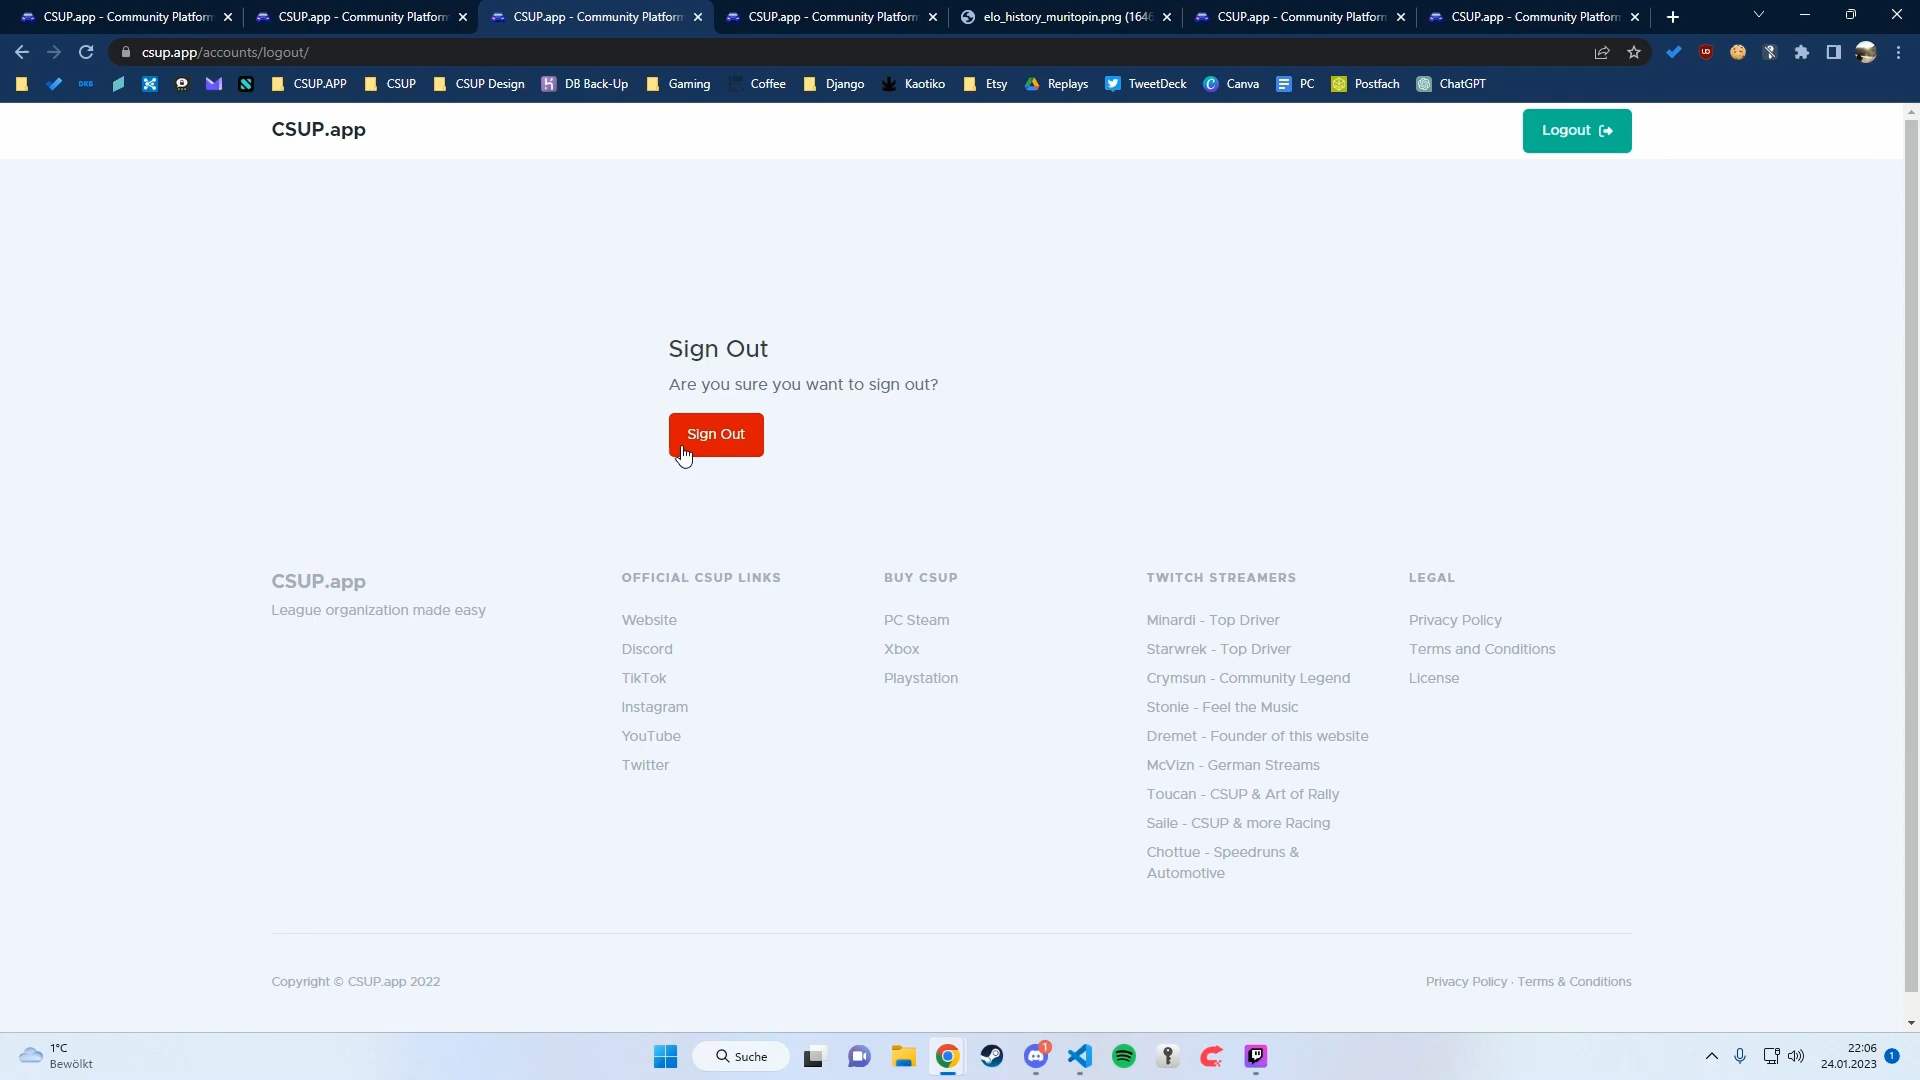 CSUP.app - Community Platform
CSUP.app - Community Platform
CSUP.app - Community Platform
CSUP.app - Community Platform
elo_history_muritopin.png (1646
CSUP.app - Community Platform
CSUP.app - Community Platform
csup.app/accounts/logout/
DKB
CSUP.APP
CSUP
CSUP Design
DB Back-Up
Gaming
Coffee
Django
Kaotiko
Etsy
Replays
TweetDeck
Canva
PC
Postfach
ChatGPT
CSUP.app
Logout
Sign Out
Are you sure you want to sign out?
Sign Out
CSUP.app
League organization made easy
OFFICIAL CSUP LINKS
Website
Discord
TikTok
Instagram
YouTube
Twitter
BUY CSUP
PC Steam
Xbox
Playstation
TWITCH STREAMERS
Minardi - Top Driver
Starwrek - Top Driver
Crymsun - Community Legend
Stonie - Feel the Music
Dremet - Founder of this website
McVizn - German Streams
Toucan - CSUP & Art of Rally
Saile - CSUP & more Racing
Chottue - Speedruns &
Automotive
LEGAL
Privacy Policy
Terms and Conditions
License
Copyright © CSUP.app 2022
Privacy Policy · Terms & Conditions
1°C
Bewölkt
Suche
1
22:06
24.01.2023
1